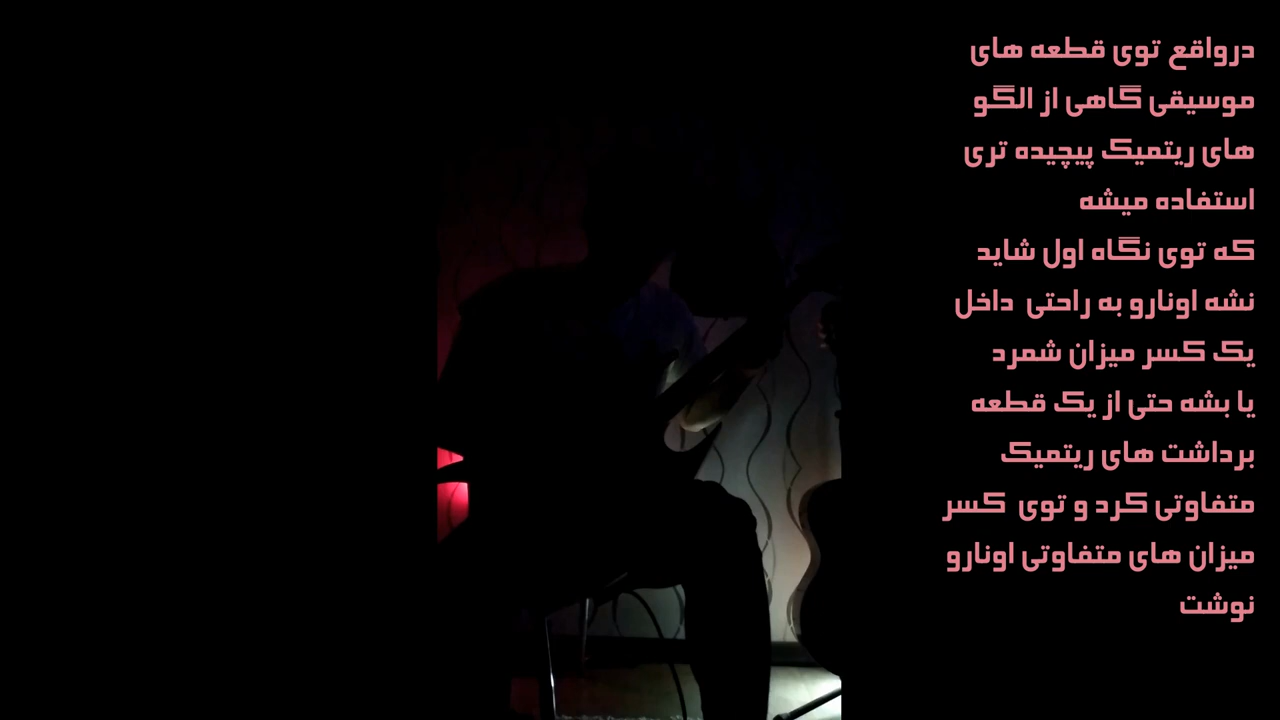 درواقع توی قطعه های
موسیقی گاهی از الگو
های ریتمیک پیچیده تری
استفاده میشه
که توی نگاه اول شاید
نشه اونارو به راحتی داخل
یک کسر میزان شمرد
یا بشه حتی از یک قطعه
برداشت های ریتمیک
متفاوتی کرد و توی کسر
میزان های متفاوتی اونارو
نوشت